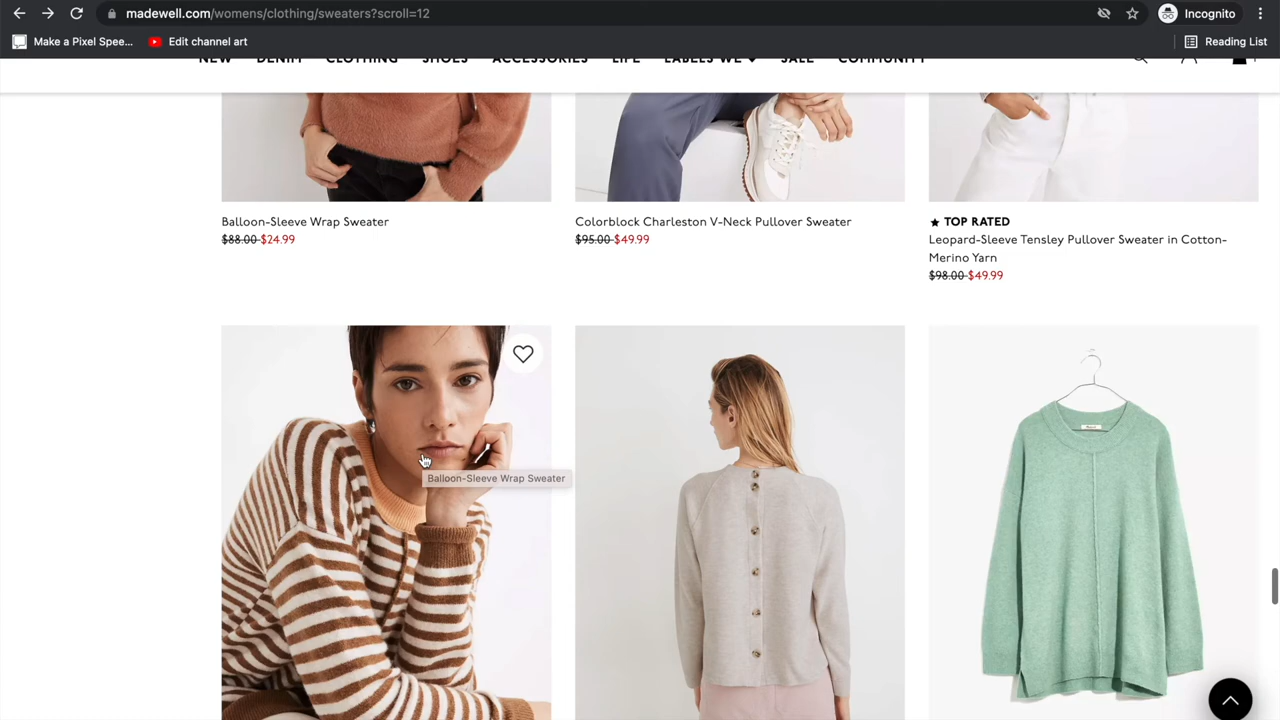 madewell.com/womens/clothing/sweaters?scroll=12
Incognito
Make a Pixel Spee...
Edit channel art
Reading List
NEW DENIM CLOTHING SHOES ACCESSORIES LIFE LABELS WE ♥ SALE COMMUNITY
Balloon-Sleeve Wrap Sweater
$88.00 $24.99
Colorblock Charleston V-Neck Pullover Sweater
$95.00 $49.99
★ TOP RATED
Leopard-Sleeve Tensley Pullover Sweater in Cotton-
Merino Yarn
$98.00 $49.99
Balloon-Sleeve Wrap Sweater